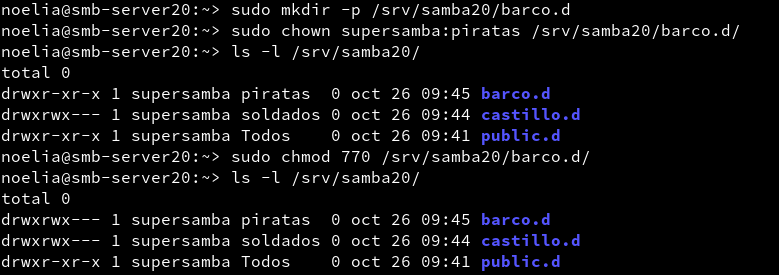 noelia@smb-server20:~> sudo mkdir -p /srv/samba20/barco.d
noelia@smb-server20:~> sudo chown supersamba:piratas /srv/samba20/barco.d/
noelia@smb-server20:~> ls -l /srv/samba20/
total 0
drwxr-xr-x 1 supersamba piratas  0 oct 26 09:45 barco.d
drwxrwx--- 1 supersamba soldados 0 oct 26 09:44 castillo.d
drwxr-xr-x 1 supersamba Todos    0 oct 26 09:41 public.d
noelia@smb-server20:~> sudo chmod 770 /srv/samba20/barco.d/
noelia@smb-server20:~> ls -l /srv/samba20/
total 0
drwxrwx--- 1 supersamba piratas  0 oct 26 09:45 barco.d
drwxrwx--- 1 supersamba soldados 0 oct 26 09:44 castillo.d
drwxr-xr-x 1 supersamba Todos    0 oct 26 09:41 public.d